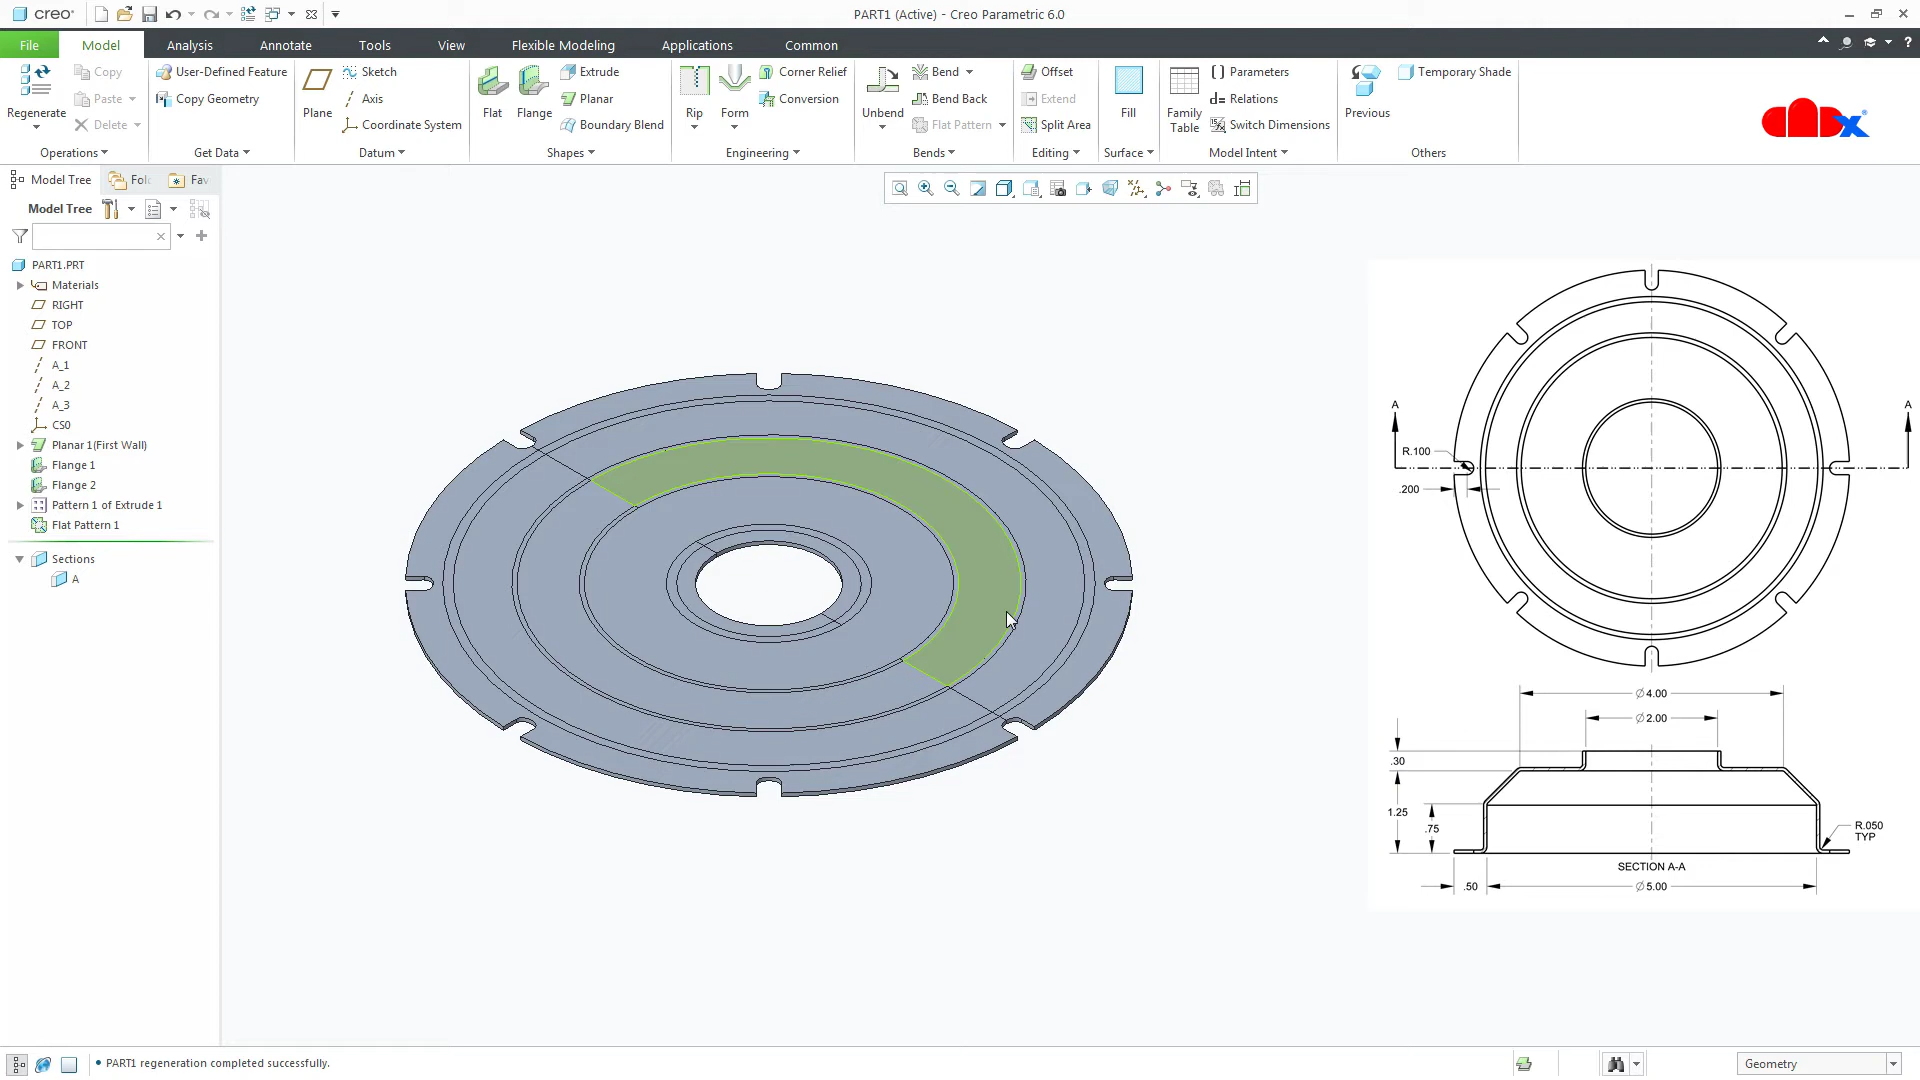 creo
PART1 (Active) - Creo Parametric 6.0
File Model Analysis Annotate Tools View Flexible Modeling Applications Common
Regenerate
Copy
Paste
Delete
Operations
User-Defined Feature
Copy Geometry
Get Data
Plane
Sketch
Axis
Coordinate System
Datum
Flat
Flange
Extrude
Planar
Boundary Blend
Shapes
Rip
Form
Corner Relief
Conversion
Engineering
Unbend
Bend
Bend Back
Flat Pattern
Bends
Offset
Extend
Split Area
Editing
Fill
Surface
Family
Table
Parameters
Relations
Switch Dimensions
Model Intent
Previous
Temporary Shade
Others
CADx
Model Tree Fol Fav
Model Tree
PART1.PRT
Materials
RIGHT
TOP
FRONT
A_1
A_2
A_3
CS0
Planar 1(First Wall)
Flange 1
Flange 2
Pattern 1 of Extrude 1
Flat Pattern 1
Sections
A
A A
R.100
.200
∅ 4.00
∅ 2.00
.30
1.25
.75
R.050
TYP
SECTION A-A
.50
∅ 5.00
• PART1 regeneration completed successfully.
Geometry